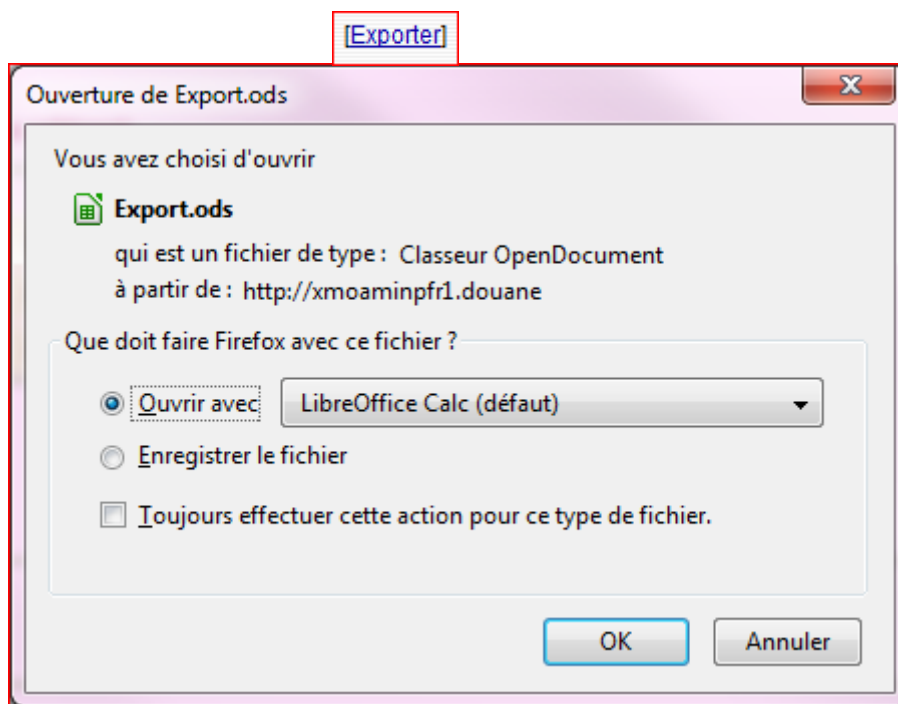 [Exporter]
Ouverture de Export.ods
Vous avez choisi d'ouvrir
Export.ods
qui est un fichier de type : Classeur OpenDocument
à partir de : http://xmoaminpfr1.douane
Que doit faire Firefox avec ce fichier ?
Ouvrir avec LibreOffice Calc (défaut)
Enregistrer le fichier
Toujours effectuer cette action pour ce type de fichier.
OK Annuler